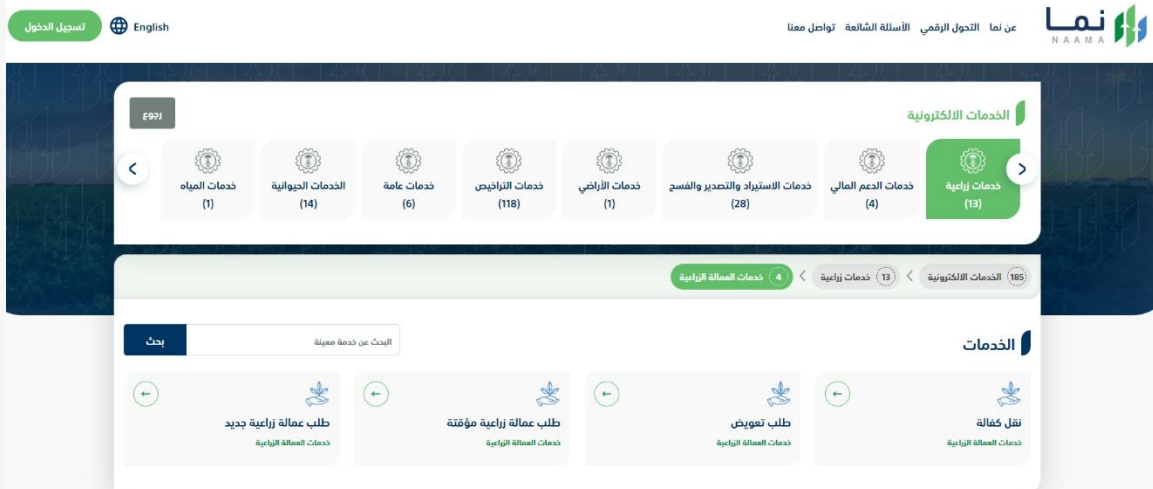 نما
NAAMA
عن نما
التحول الرقمي
الأسئلة الشائعة
تواصل معنا
English
تسجيل الدخول
الخدمات الالكترونية
رجوع
خدمات زراعية
(13)
خدمات الدعم المالي
(4)
خدمات الاستيراد والتصدير والفسح
(28)
خدمات الأراضي
(1)
خدمات التراخيص
(118)
خدمات عامة
(6)
الخدمات الحيوانية
(14)
خدمات المياه
(1)
185 الخدمات الالكترونية
13 خدمات زراعية
4 خدمات العمالة الزراعية
الخدمات
البحث عن خدمة معينة
بحث
نقل كفالة
خدمات العمالة الزراعية
طلب تعويض
خدمات العمالة الزراعية
طلب عمالة زراعية مؤقتة
خدمات العمالة الزراعية
طلب عمالة زراعية جديد
خدمات العمالة الزراعية